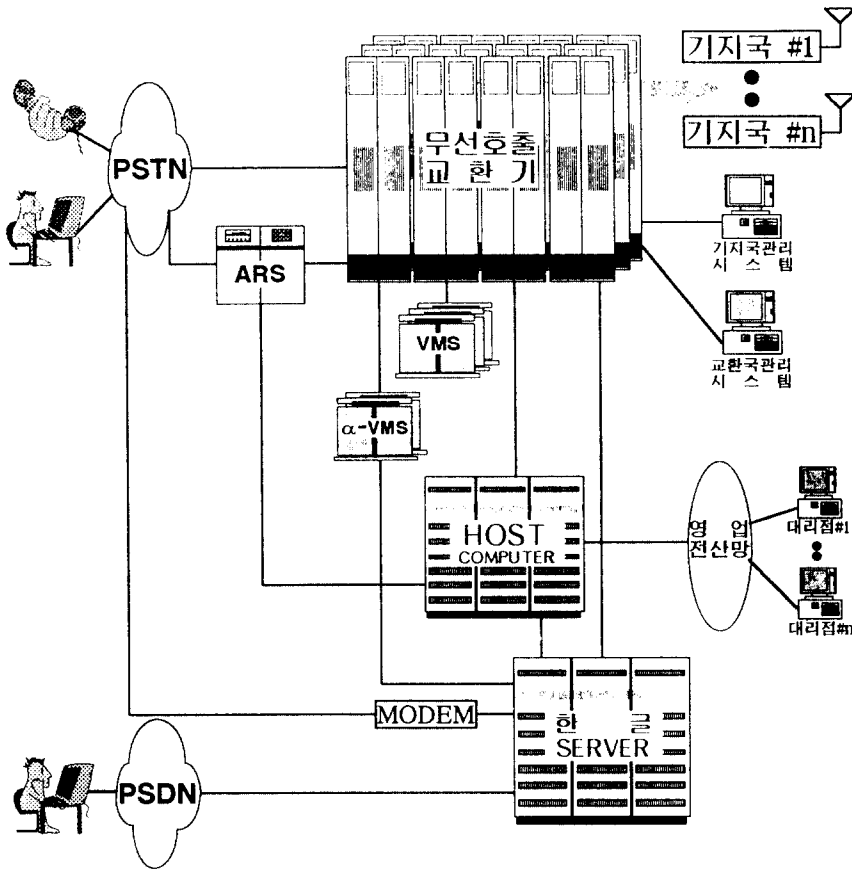 기지국 #1
기지국 #n
PSTN
무선호출
교환기
ARS
기지국관리
시스템
VMS
교환국관리
시스템
α-VMS
HOST
COMPUTER
영업
전산망
대리점#1
대리점#n
MODEM
한글
SERVER
PSDN